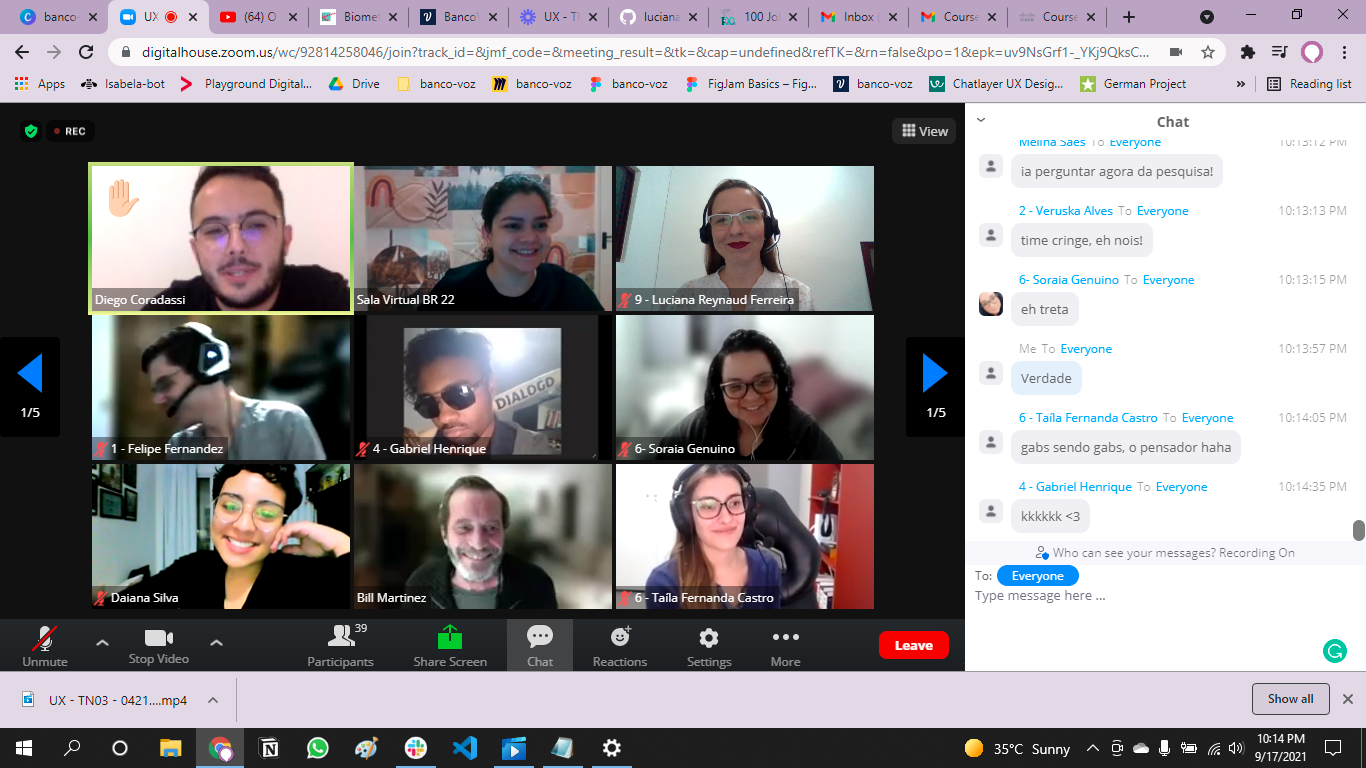 banco-
UX
(64) O
Biomet
BancoV
UX - TI
luciana
100 Jol
Inbox (
Course
Course
digitalhouse.zoom.us/wc/92814258046/join?track_id=&jmf_code=&meeting_result=&tk=&cap=undefined&refTK=&rn=false&po=1&epk=uv9NsGrf1-_YKj9QksC...
Apps
Isabela-bot
Playground Digital...
Drive
banco-voz
banco-voz
banco-voz
FigJam Basics – Fig...
banco-voz
Chatlayer UX Desig...
German Project
»
Reading list
REC
View
Diego Coradassi
Sala Virtual BR 22
9 - Luciana Reynaud Ferreira
1 - Felipe Fernandez
DIALOGD
4 - Gabriel Henrique
6- Soraia Genuino
Daiana Silva
Bill Martinez
6 - Taíla Fernanda Castro
1/5
1/5
Chat
Melina Saes To Everyone 10:13:12 PM
ia perguntar agora da pesquisa!
2 - Veruska Alves To Everyone 10:13:13 PM
time cringe, eh nois!
6- Soraia Genuino To Everyone 10:13:15 PM
eh treta
Me To Everyone 10:13:57 PM
Verdade
6 - Taíla Fernanda Castro To Everyone 10:14:05 PM
gabs sendo gabs, o pensador haha
4 - Gabriel Henrique To Everyone 10:14:35 PM
kkkkkk <3
Who can see your messages? Recording On
To: Everyone
Type message here ...
Unmute
Stop Video
39
Participants
Share Screen
Chat
Reactions
Settings
More
Leave
UX - TN03 - 0421....mp4
Show all
35°C Sunny
10:14 PM
9/17/2021